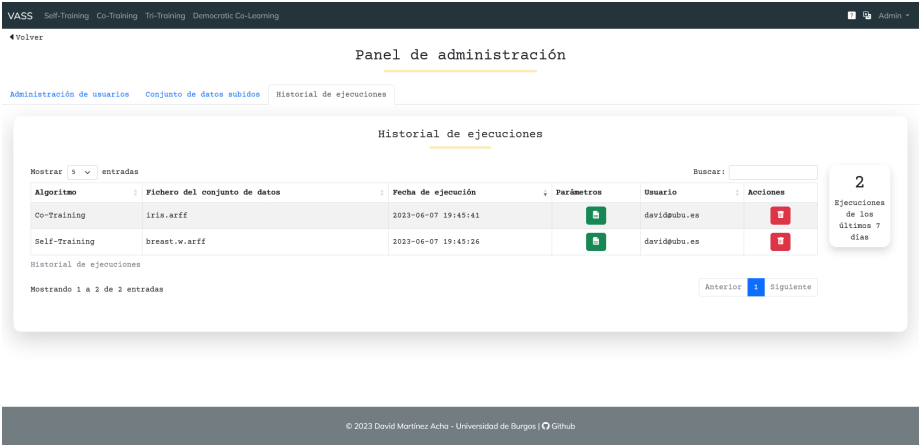 VASS Self-Training Co-Training Tri-Training Democratic Co-Learning Admin
Volver
Panel de administración
Administración de usuarios Conjunto de datos subidos Historial de ejecuciones
Historial de ejecuciones
Mostrar 5 entradas Buscar:
Algoritmo Fichero del conjunto de datos Fecha de ejecución Parámetros Usuario Acciones
Co-Training iris.arff 2023-06-07 19:45:41 david@ubu.es
Self-Training breast.w.arff 2023-06-07 19:45:26 david@ubu.es
2
Ejecuciones
de los
últimos 7
días
Historial de ejecuciones
Mostrando 1 a 2 de 2 entradas Anterior 1 Siguiente
© 2023 David Martínez Acha - Universidad de Burgos | Github